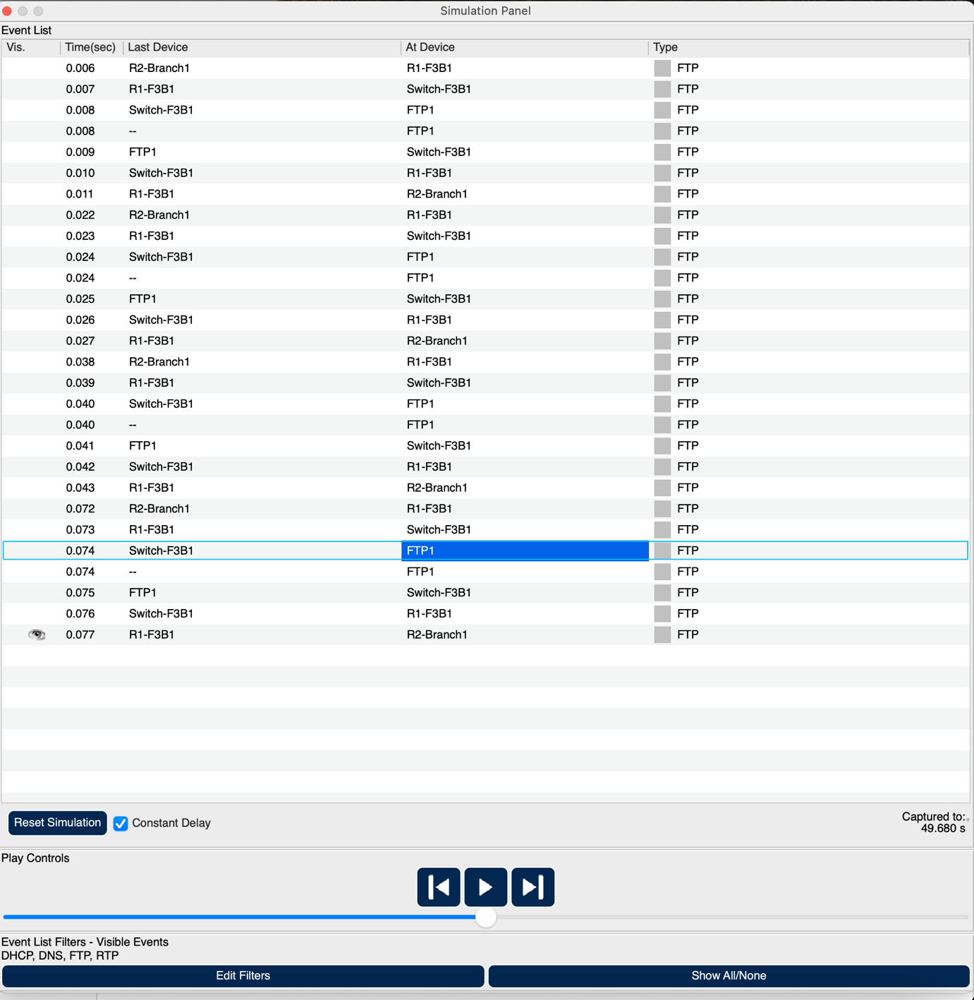 Simulation Panel
Event List
Vis. Time(sec) Last Device At Device Type
0.006 R2-Branch1 R1-F3B1 FTP
0.007 R1-F3B1 Switch-F3B1 FTP
0.008 Switch-F3B1 FTP1 FTP
0.008 -- FTP1 FTP
0.009 FTP1 Switch-F3B1 FTP
0.010 Switch-F3B1 R1-F3B1 FTP
0.011 R1-F3B1 R2-Branch1 FTP
0.022 R2-Branch1 R1-F3B1 FTP
0.023 R1-F3B1 Switch-F3B1 FTP
0.024 Switch-F3B1 FTP1 FTP
0.024 -- FTP1 FTP
0.025 FTP1 Switch-F3B1 FTP
0.026 Switch-F3B1 R1-F3B1 FTP
0.027 R1-F3B1 R2-Branch1 FTP
0.038 R2-Branch1 R1-F3B1 FTP
0.039 R1-F3B1 Switch-F3B1 FTP
0.040 Switch-F3B1 FTP1 FTP
0.040 -- FTP1 FTP
0.041 FTP1 Switch-F3B1 FTP
0.042 Switch-F3B1 R1-F3B1 FTP
0.043 R1-F3B1 R2-Branch1 FTP
0.072 R2-Branch1 R1-F3B1 FTP
0.073 R1-F3B1 Switch-F3B1 FTP
0.074 Switch-F3B1 FTP1 FTP
0.074 -- FTP1 FTP
0.075 FTP1 Switch-F3B1 FTP
0.076 Switch-F3B1 R1-F3B1 FTP
0.077 R1-F3B1 R2-Branch1 FTP
Reset Simulation Constant Delay Captured to:*
49.680 s
Play Controls
Event List Filters - Visible Events
DHCP, DNS, FTP, RTP
Edit Filters Show All/None